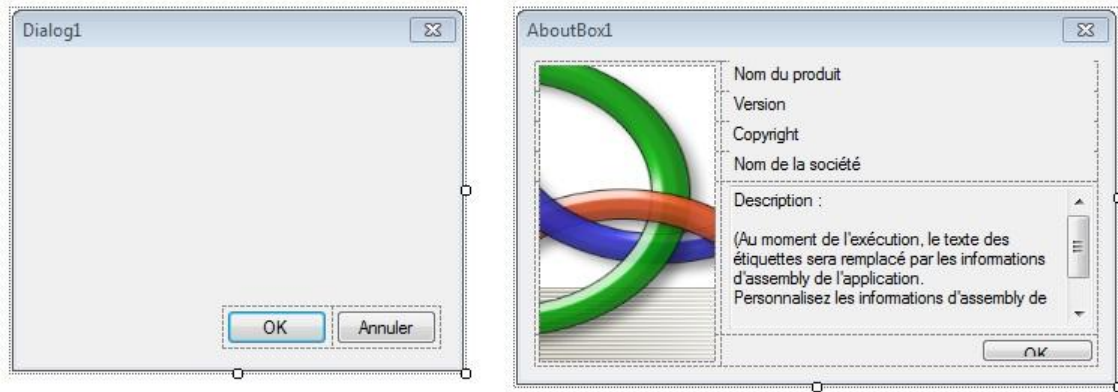 Dialog1
OK
Annuler
AboutBox1
Nom du produit
Version
Copyright
Nom de la société
Description :
(Au moment de l'exécution, le texte des
étiquettes sera remplacé par les informations
d'assembly de l'application.
Personnalisez les informations d'assembly de
OK